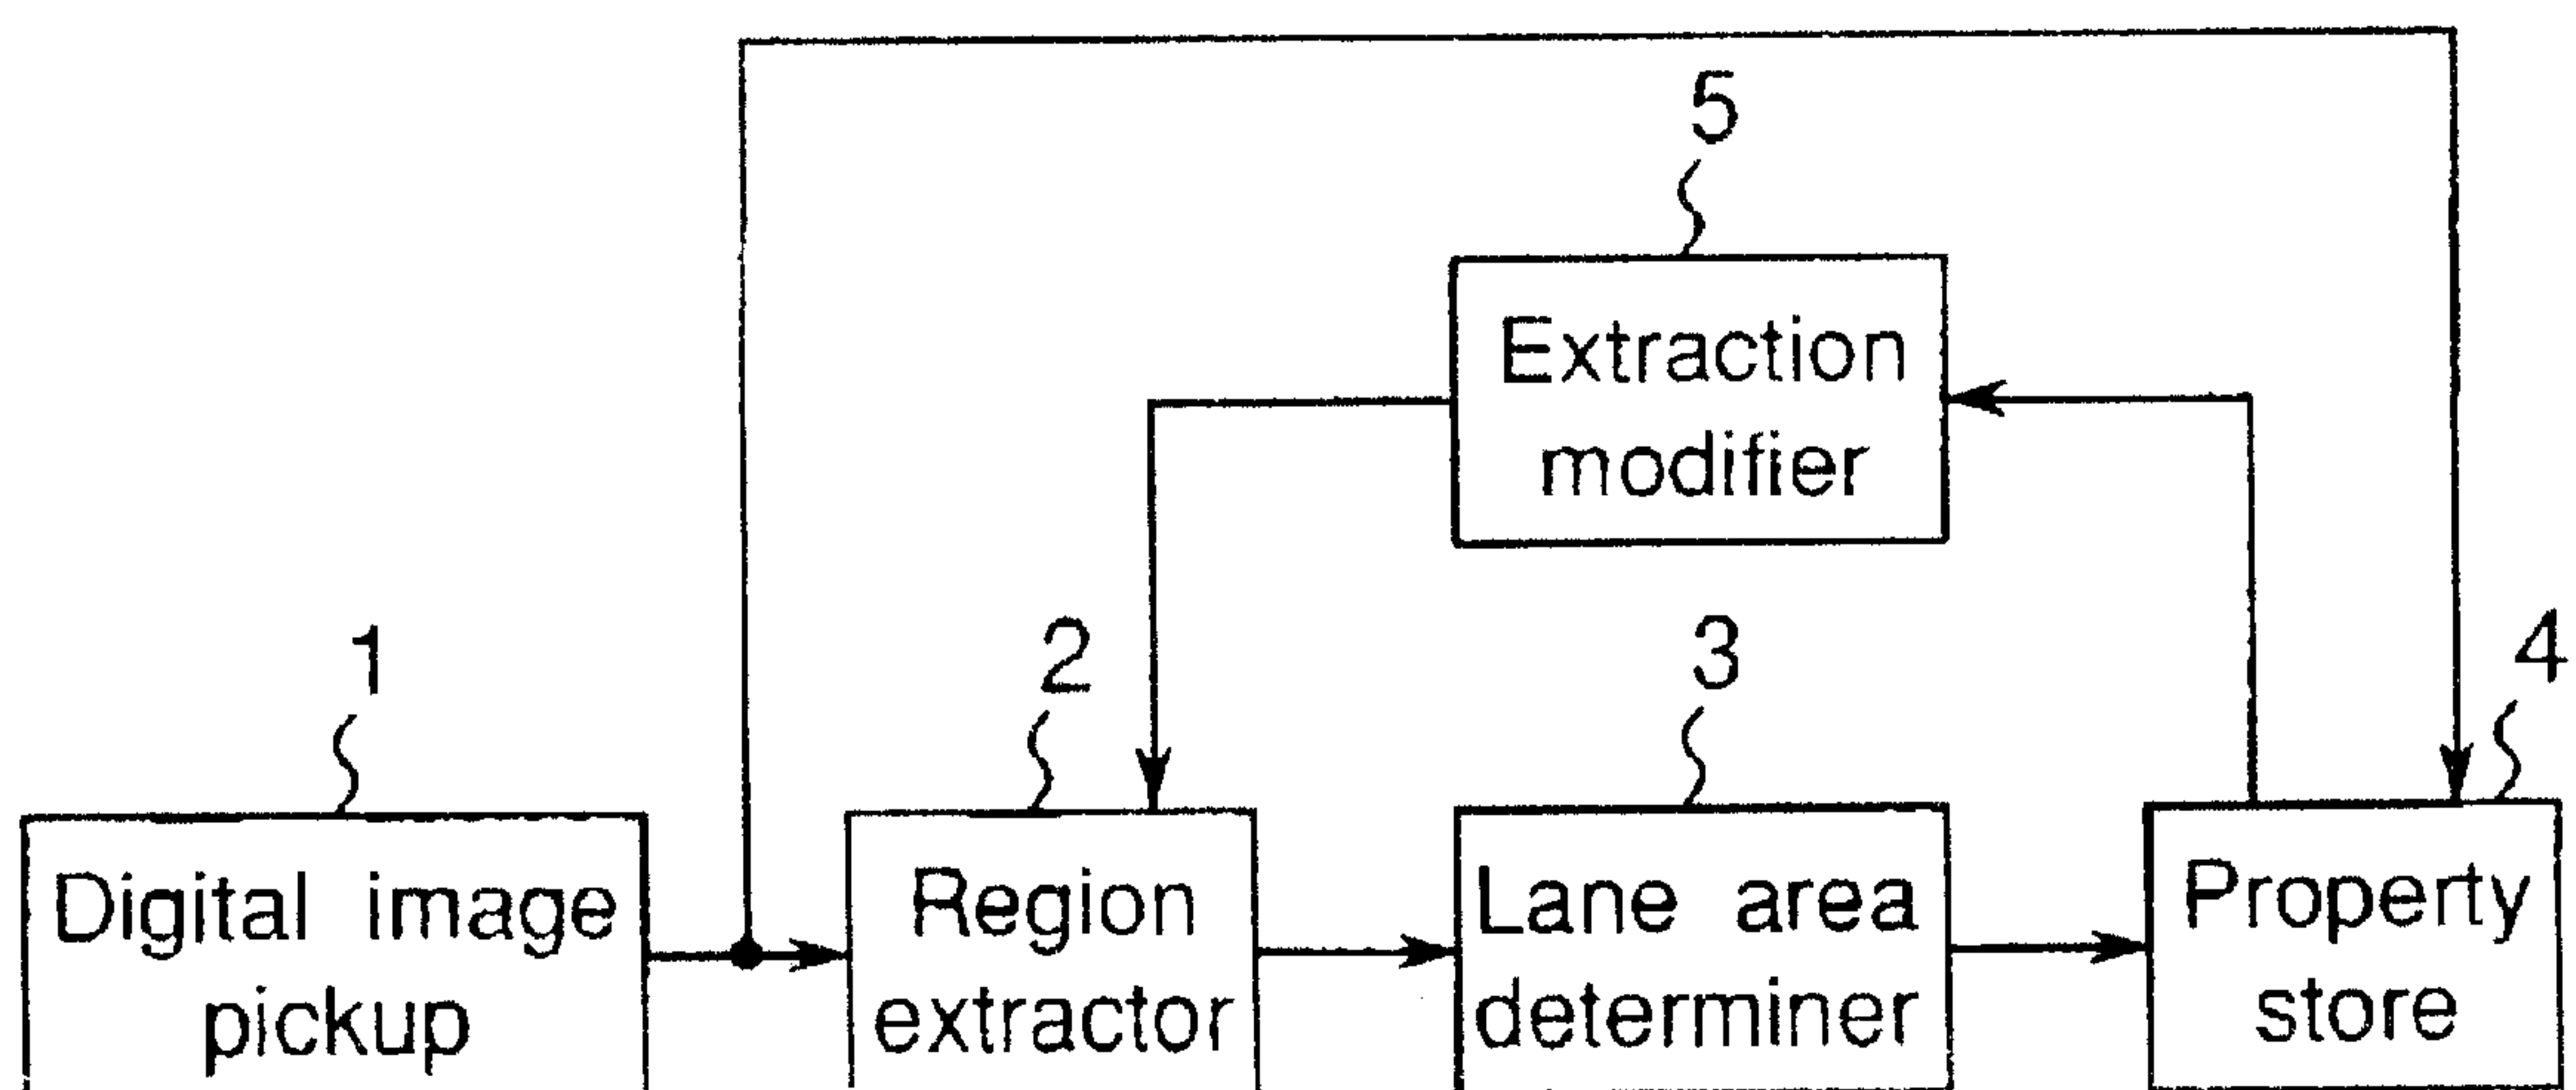 5
Extraction
modifier
1
2
3
4
Digital image
pickup
Region
extractor
Lane area
determiner
Property
store